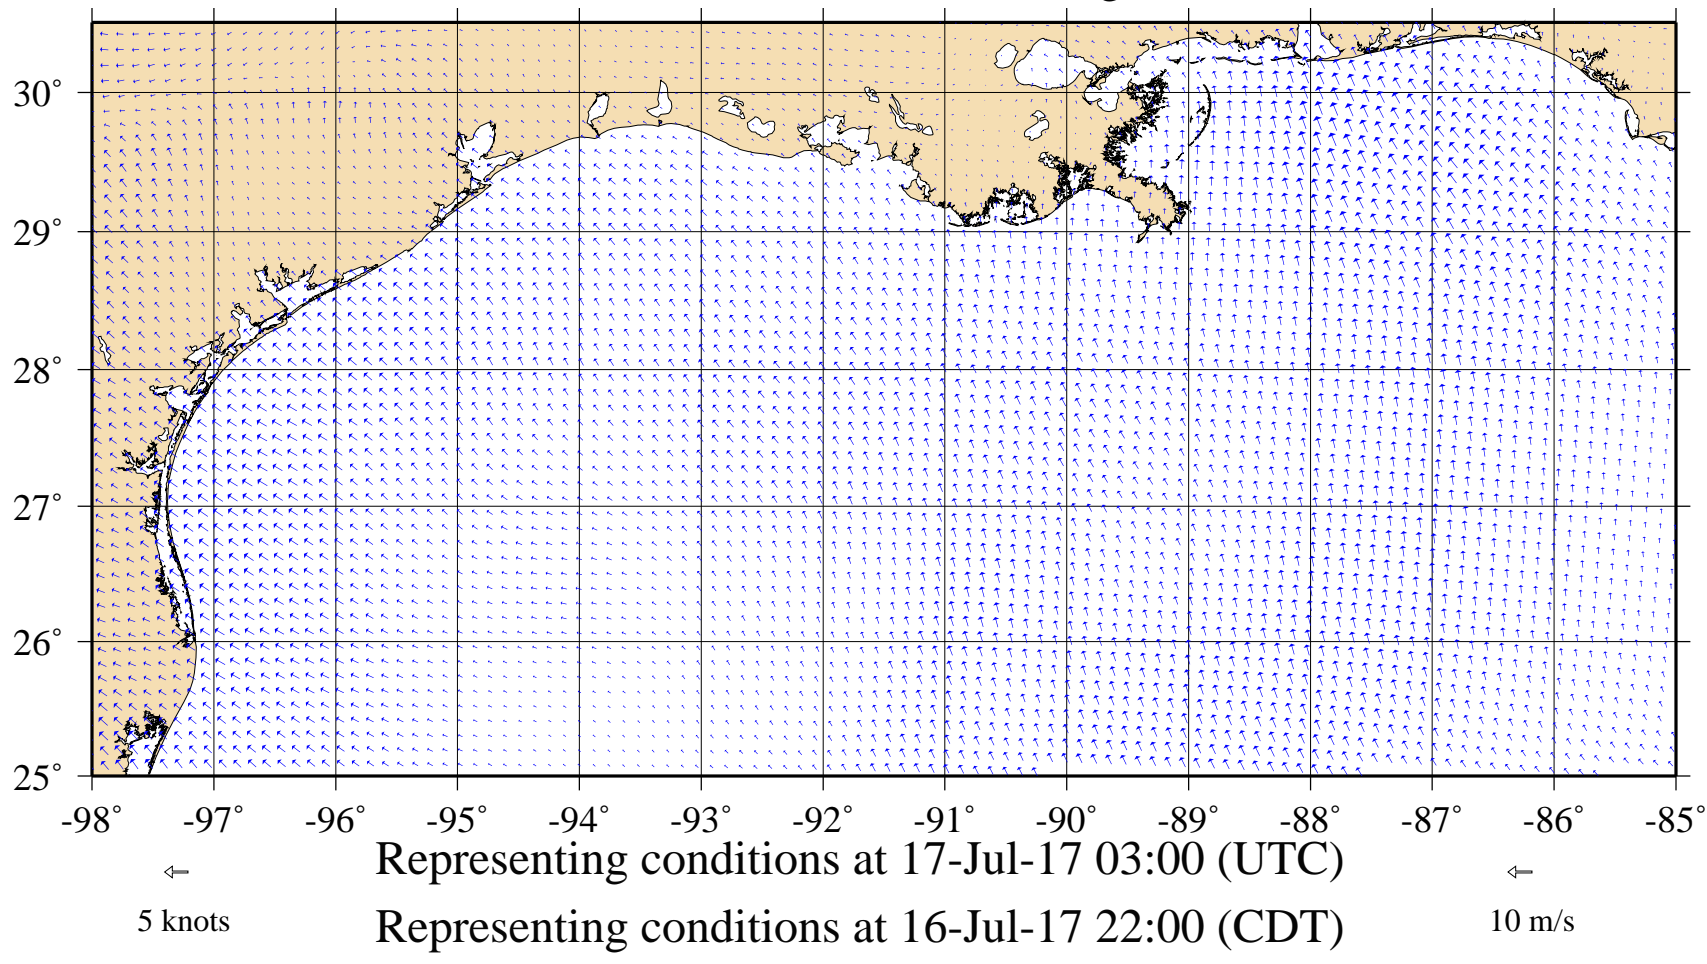 30°
29°
28°
27°
26°
25°
-98° -97° -96° -95° -94° -93° -92° -91° -90° -89° -88° -87° -86° -85°
Representing conditions at 17-Jul-17 03:00 (UTC)
5 knots
Representing conditions at 16-Jul-17 22:00 (CDT)
10 m/s